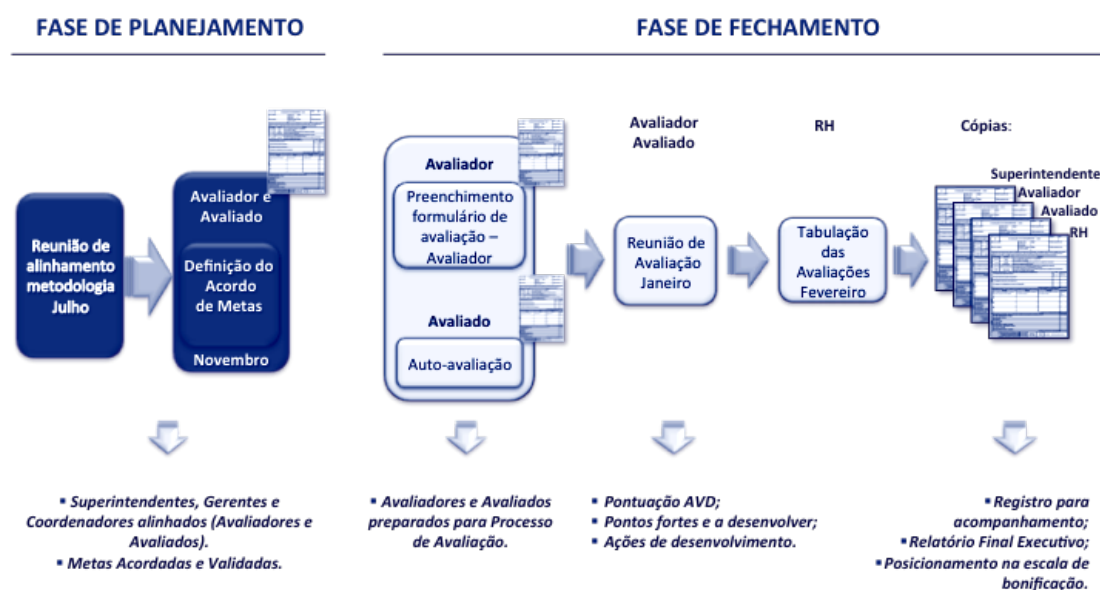 FASE DE PLANEJAMENTO
FASE DE FECHAMENTO
Reunião de
alinhamento
metodologia
Julho
Avaliador e
Avaliado
Definição do
Acordo
de Metas
Novembro
Avaliador
Preenchimento
formulário de
avaliação –
Avaliador
Avaliado
Auto-avaliação
Avaliador
Avaliado
Reunião de
Avaliação
Janeiro
RH
Tabulação
das
Avaliações
Fevereiro
Cópias:
Superintendente
Avaliador
Avaliado
RH
▪ Superintendentes, Gerentes e
Coordenadores alinhados (Avaliadores e
Avaliados).
▪ Metas Acordadas e Validadas.
▪ Avaliadores e Avaliados
preparados para Processo
de Avaliação.
▪ Pontuação AVD;
▪ Pontos fortes e a desenvolver;
▪ Ações de desenvolvimento.
▪ Registro para
acompanhamento;
▪ Relatório Final Executivo;
▪ Posicionamento na escala de
bonificação.